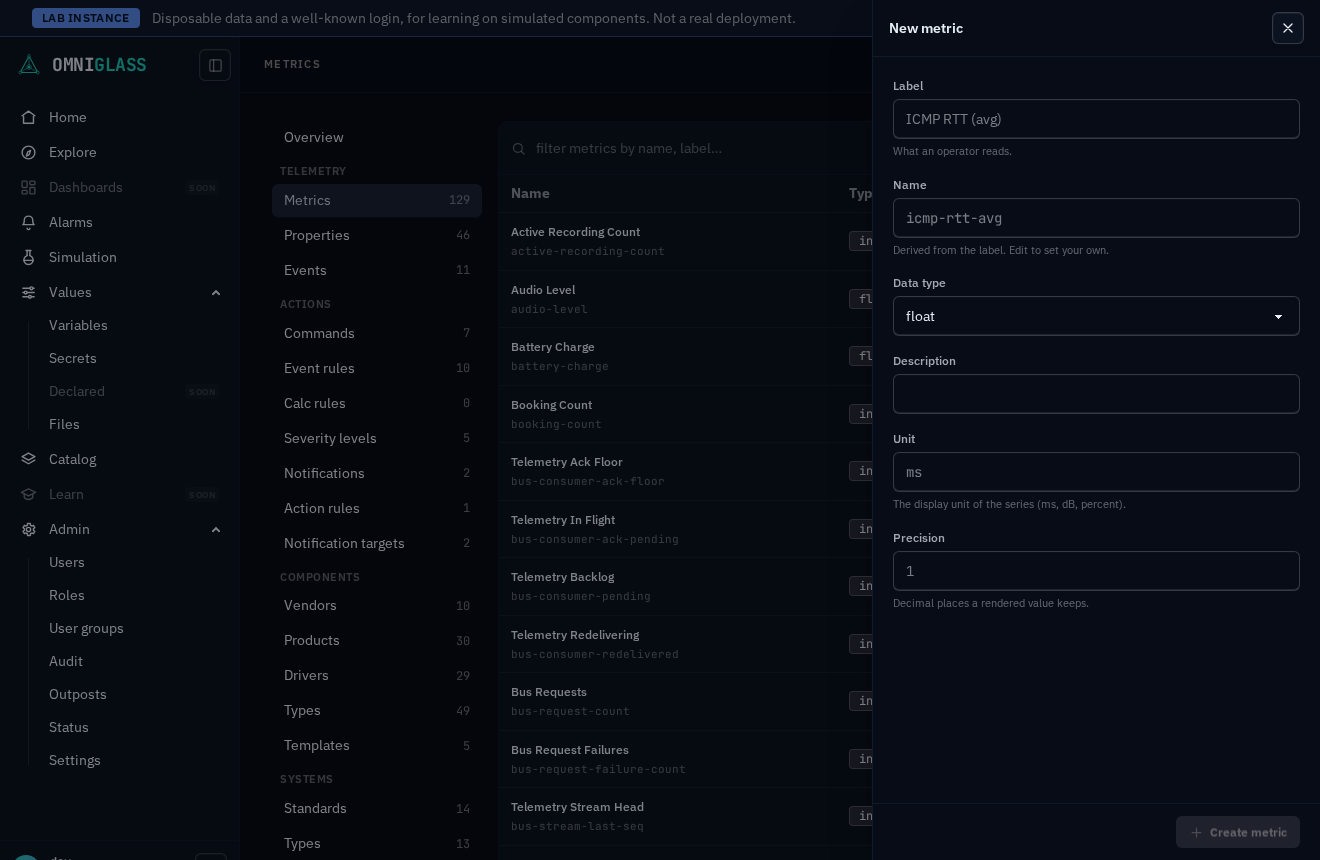 LAB INSTANCE Disposable data and a well-known login, for learning on simulated components. Not a real deployment.
OMNIGLASS
Home
Explore
Dashboards SOON
Alarms
Simulation
Values
Variables
Secrets
Declared SOON
Files
Catalog
Learn SOON
Admin
Users
Roles
User groups
Audit
Outposts
Status
Settings
METRICS
Overview
TELEMETRY
Metrics 129
Properties 46
Events 11
ACTIONS
Commands 7
Event rules 10
Calc rules 0
Severity levels 5
Notifications 2
Action rules 1
Notification targets 2
COMPONENTS
Vendors 10
Products 30
Drivers 29
Types 49
Templates 5
SYSTEMS
Standards 14
Types 13
filter metrics by name, label...
Name
Active Recording Count
active-recording-count
Audio Level
audio-level
Battery Charge
battery-charge
Booking Count
booking-count
Telemetry Ack Floor
bus-consumer-ack-floor
Telemetry In Flight
bus-consumer-ack-pending
Telemetry Backlog
bus-consumer-pending
Telemetry Redelivering
bus-consumer-redelivered
Bus Requests
bus-request-count
Bus Request Failures
bus-request-failure-count
Telemetry Stream Head
bus-stream-last-seq
New metric
Label
ICMP RTT (avg)
What an operator reads.
Name
icmp-rtt-avg
Derived from the label. Edit to set your own.
Data type
float
Description
Unit
ms
The display unit of the series (ms, dB, percent).
Precision
1
Decimal places a rendered value keeps.
Create metric